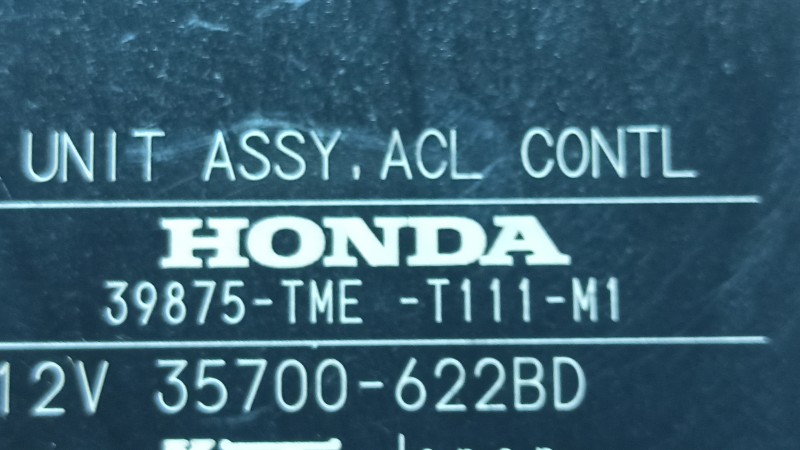 UNIT ASSY, ACL CONTL
HONDA
39875-TME -T111-M1
12V 35700-622BD